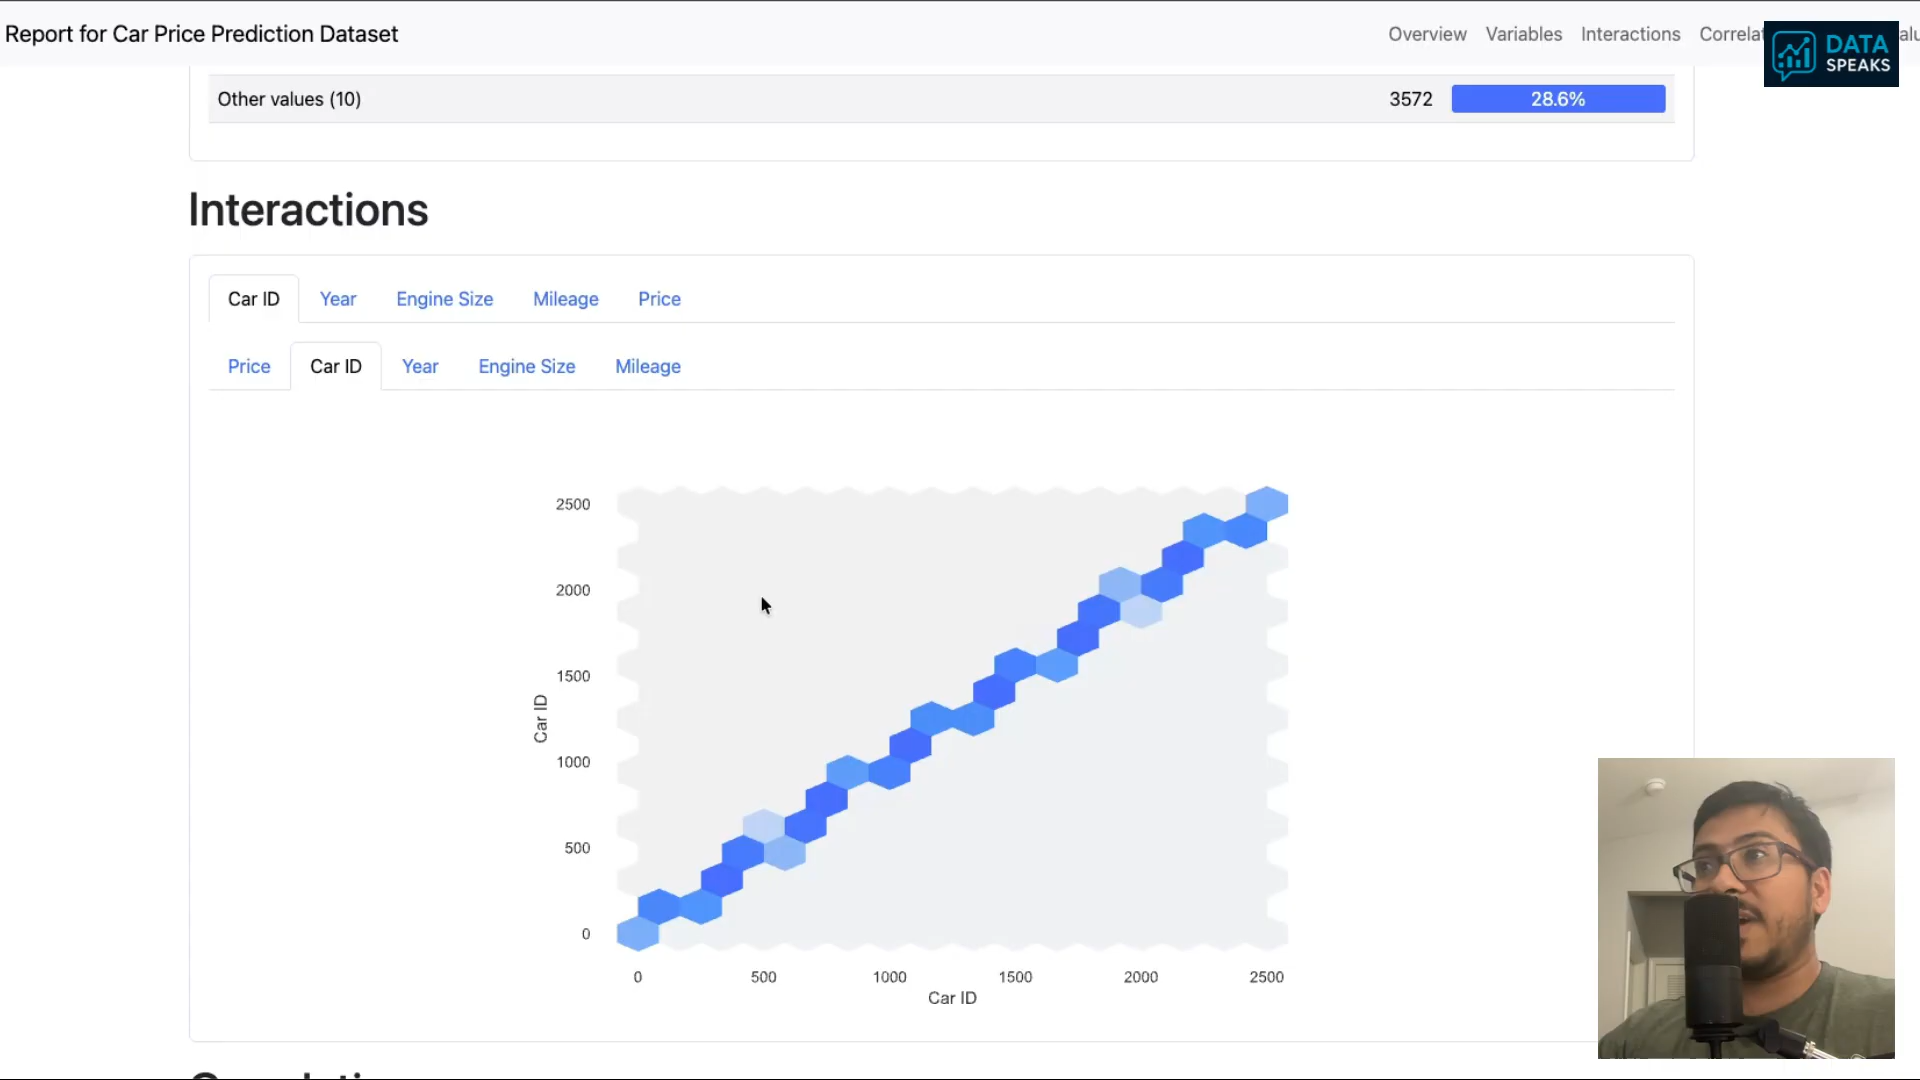 Report for Car Price Prediction Dataset
Overview Variables Interactions Correlat alu
DATA
SPEAKS
Other values (10) 3572 28.6%
Interactions
Car ID Year Engine Size Mileage Price
Price Car ID Year Engine Size Mileage
2500
2000
1500
1000
500
0
Car ID
0 500 1000 1500 2000 2500
Car ID